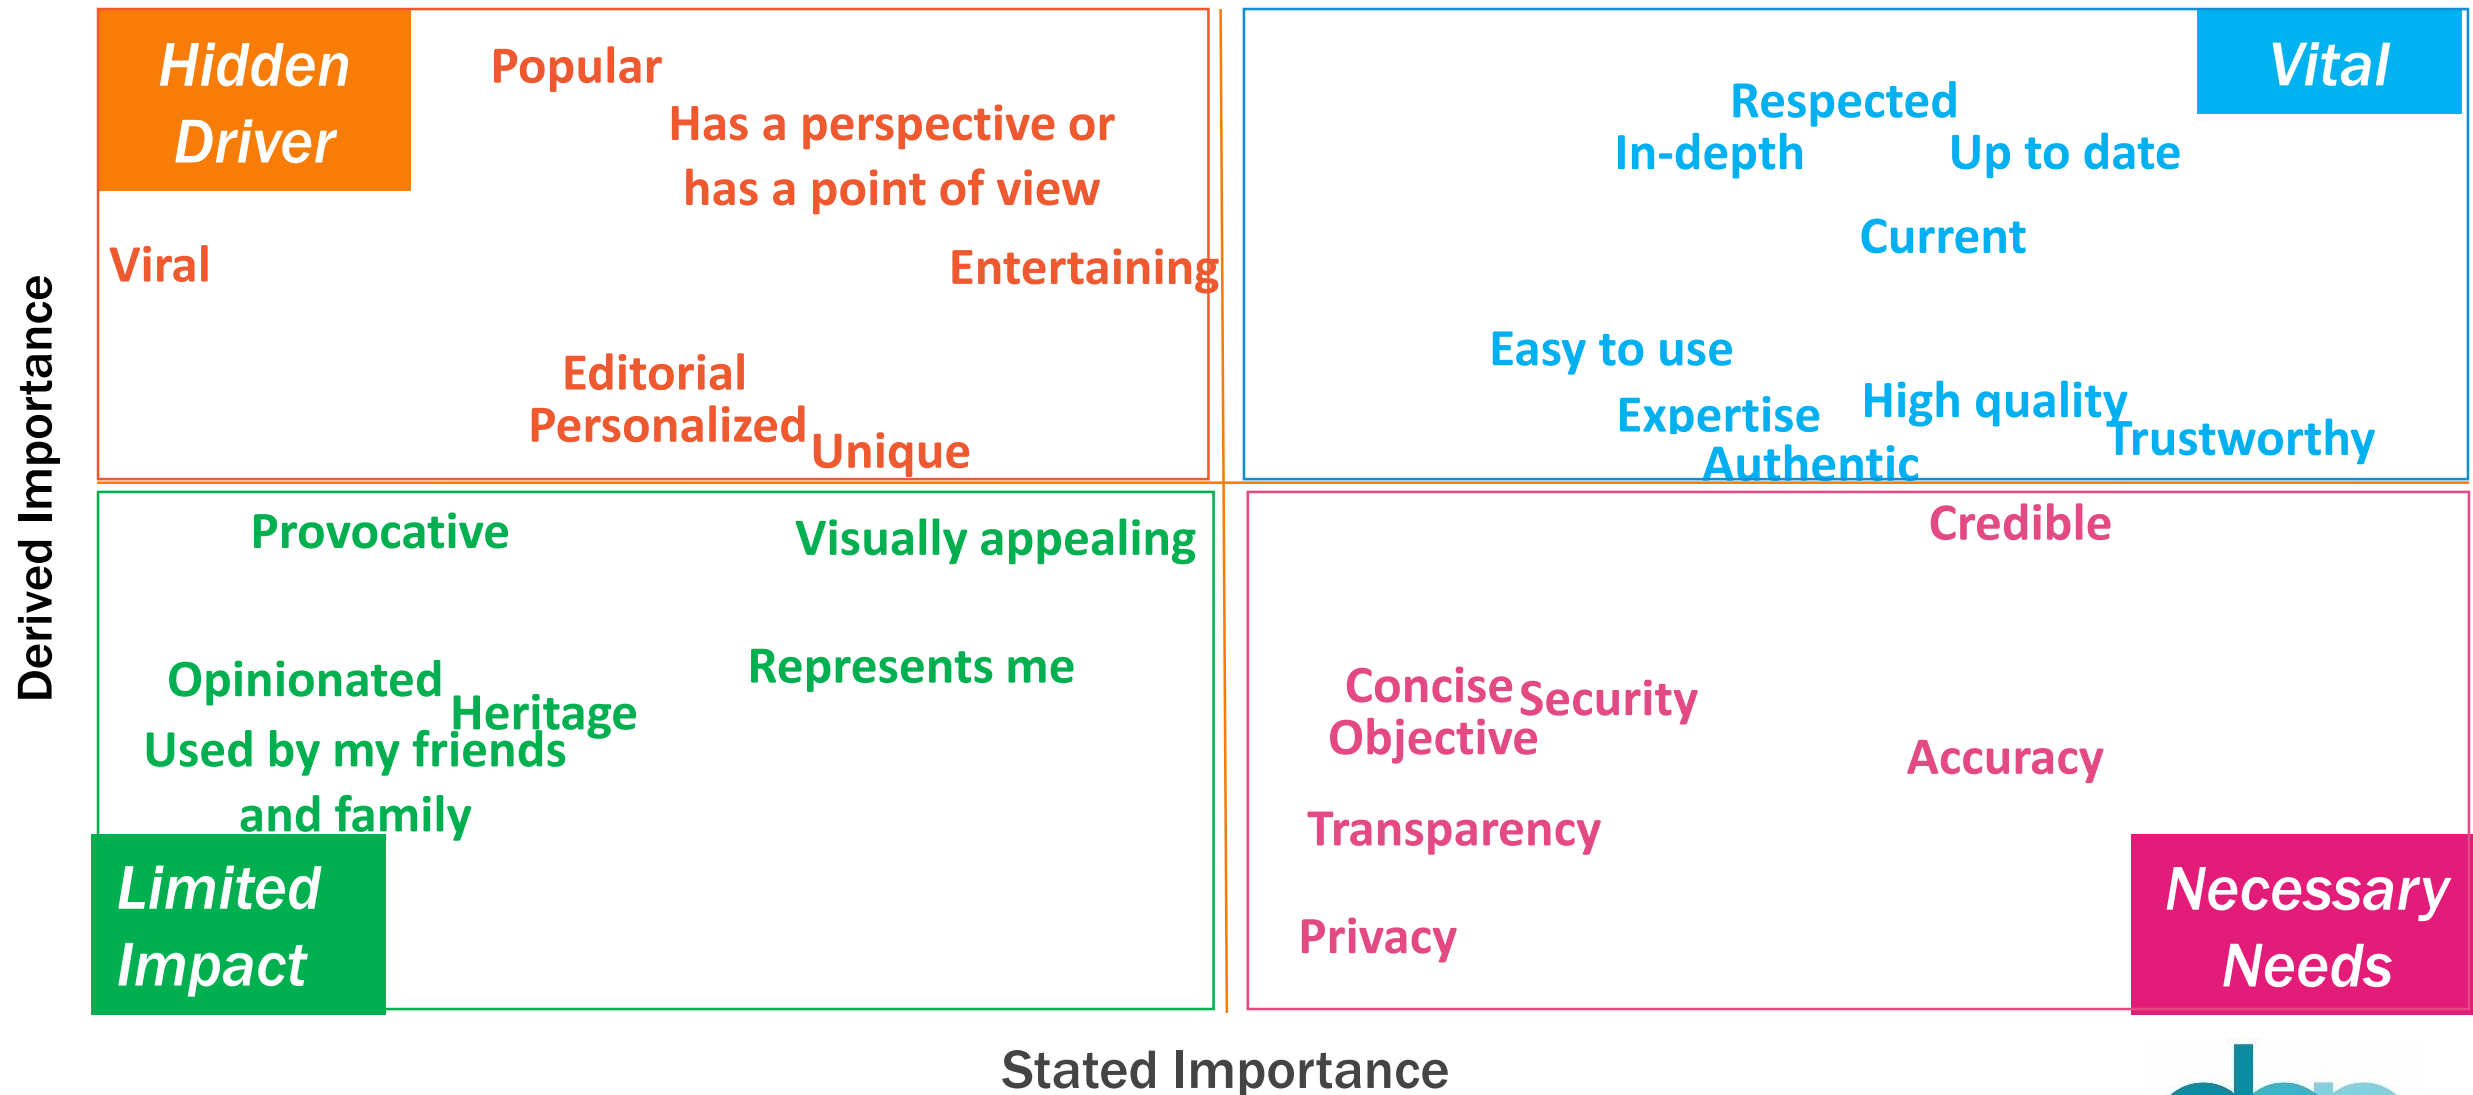 Hidden
Driver
Popular
Has a perspective or
has a point of view
Viral
Entertaining
Editorial
Personalized
Unique
Vital
Respected
In-depth
Up to date
Current
Easy to use
High quality
Expertise
Trustworthy
Authentic
Derived Importance
Provocative
Visually appealing
Represents me
Opinionated
Heritage
Used by my friends
and family
Limited
Impact
Credible
Concise
Security
Objective
Accuracy
Transparency
Privacy
Necessary
Needs
Stated Importance